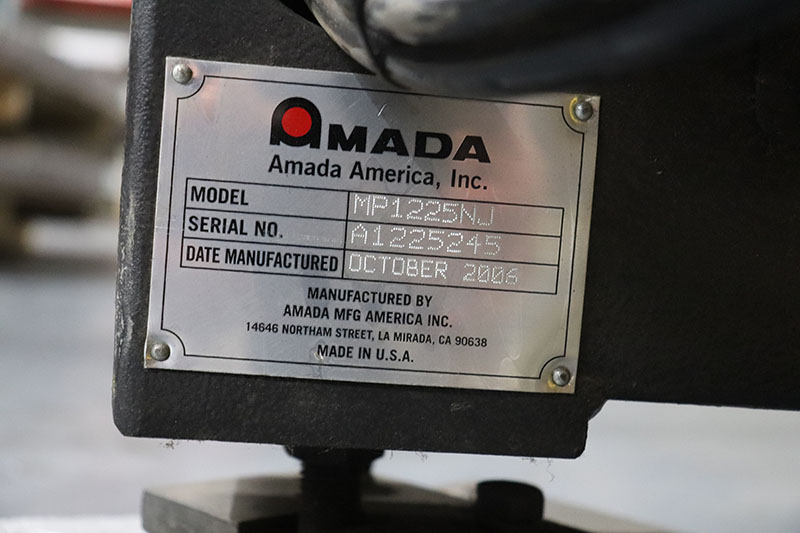 AMADA
Amada America, Inc.
MODEL MP1225NJ
SERIAL NO. A1225245
DATE MANUFACTURED OCTOBER 2006
MANUFACTURED BY
AMADA MFG AMERICA INC.
14646 NORTHAM STREET, LA MIRADA, CA 90638
MADE IN U.S.A.